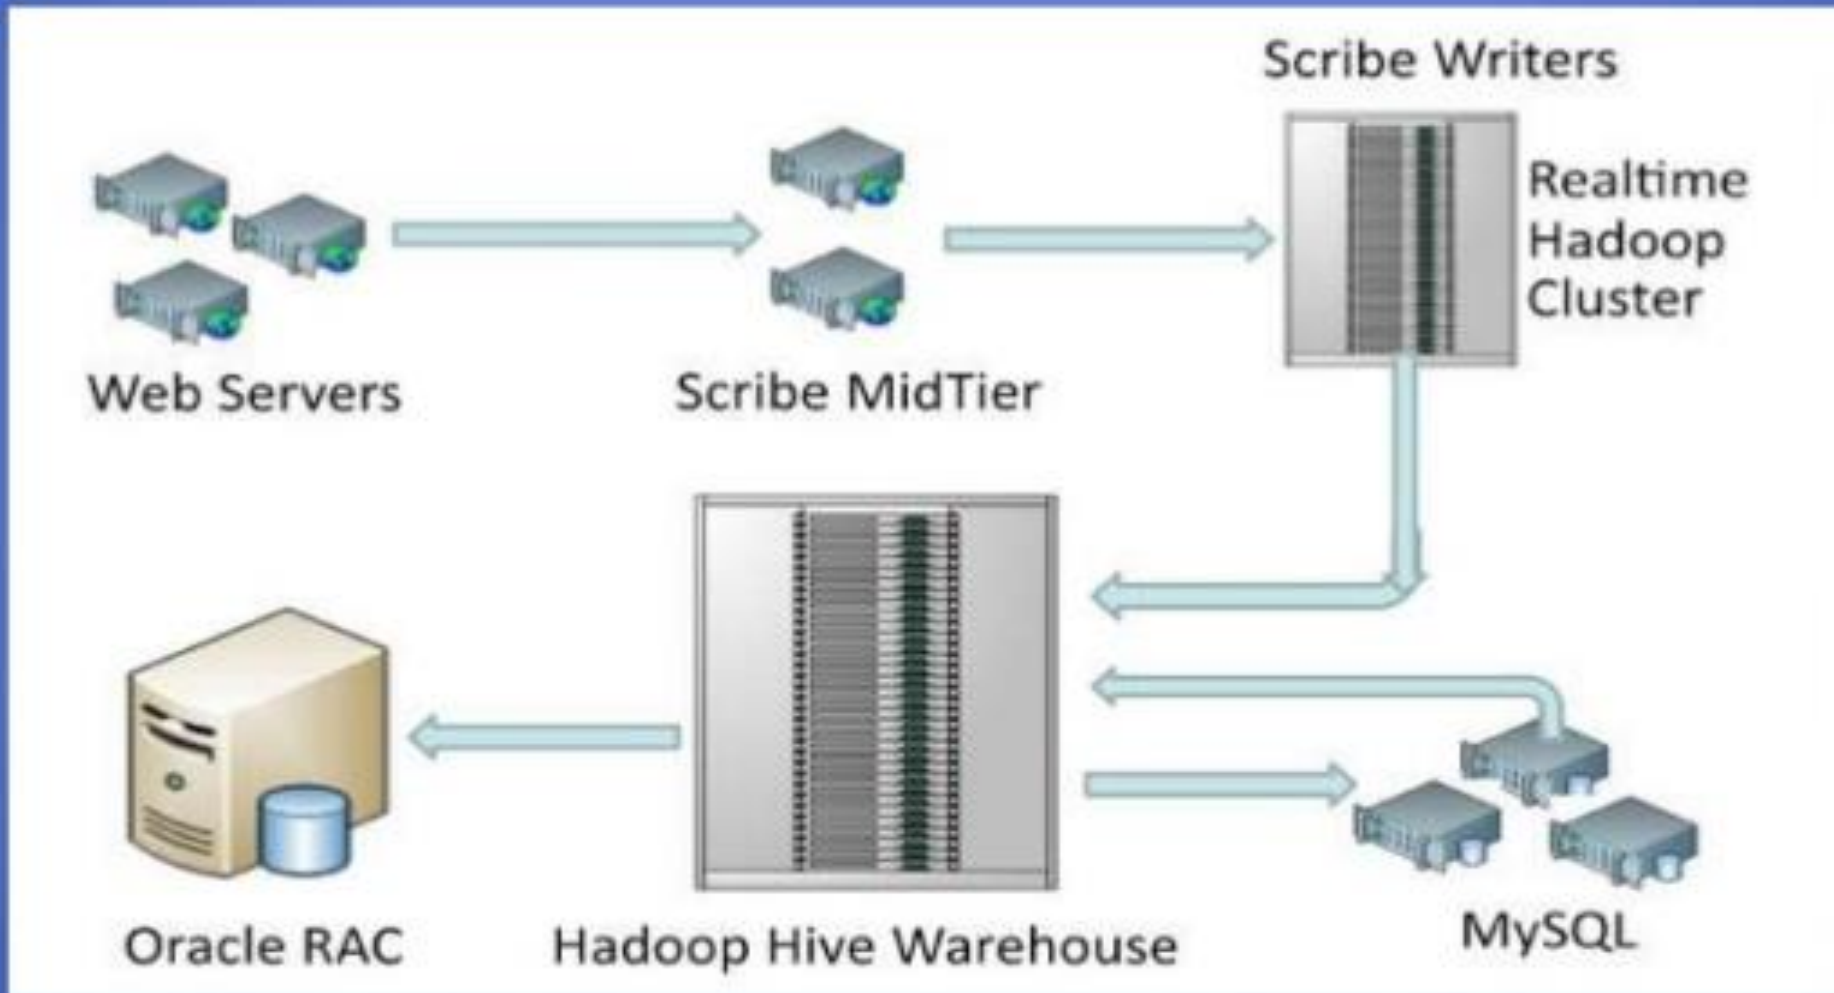 Scribe Writers
Realtime
Hadoop
Cluster
Web Servers
Scribe MidTier
Oracle RAC
Hadoop Hive Warehouse
MySQL